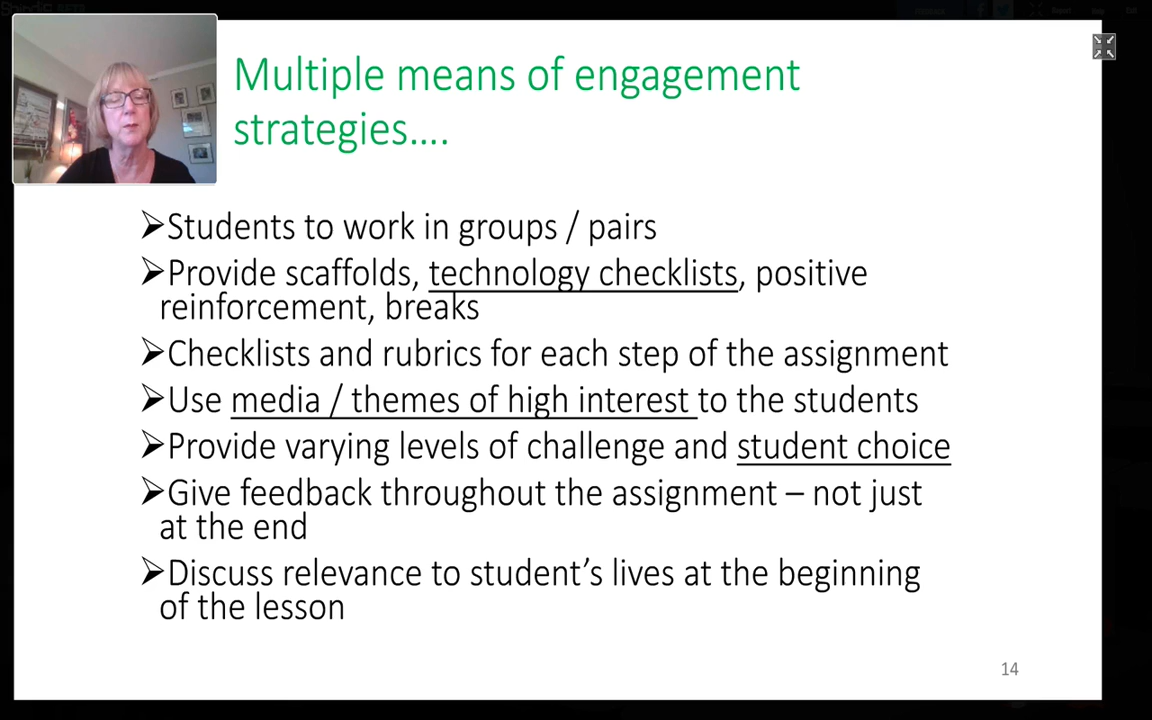 Multiple means of engagement
strategies....
➢Students to work in groups / pairs
➢Provide scaffolds, technology checklists, positive
reinforcement, breaks
➢Checklists and rubrics for each step of the assignment
➢Use media / themes of high interest to the students
➢Provide varying levels of challenge and student choice
➢Give feedback throughout the assignment – not just
at the end
➢Discuss relevance to student’s lives at the beginning
of the lesson
14